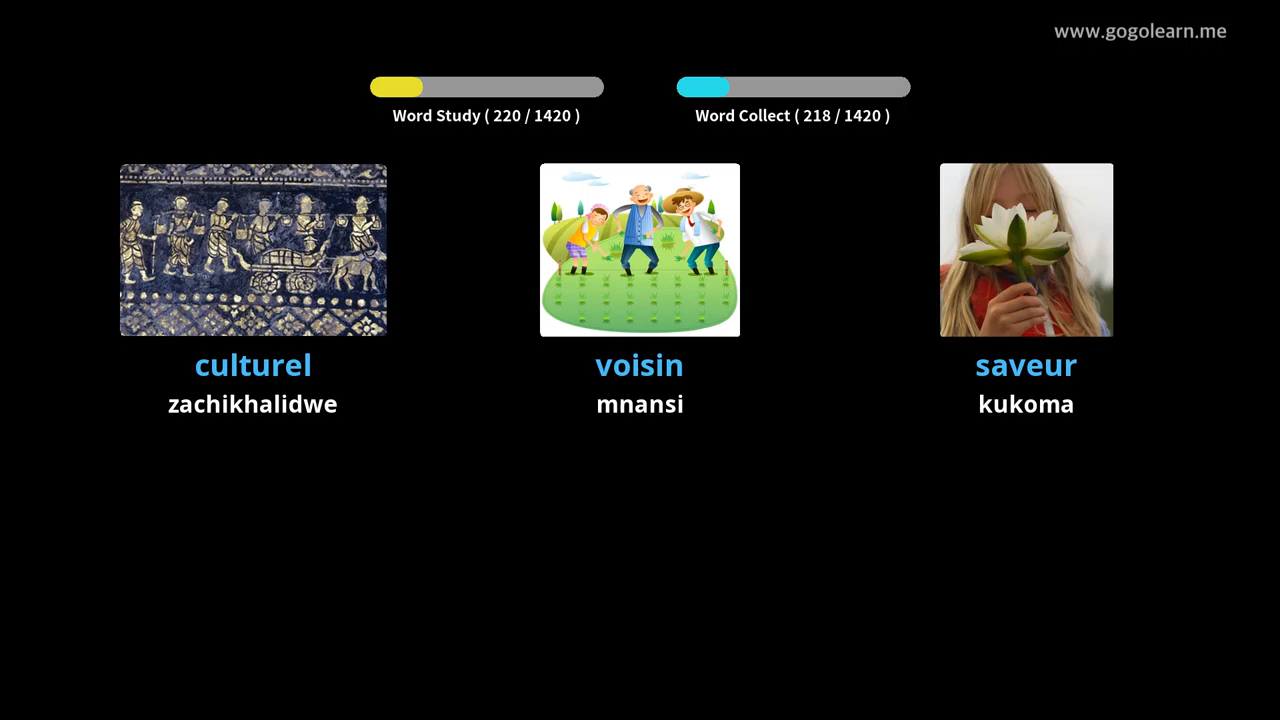 www.gogolearn.me
Word Study ( 220 / 1420 )
Word Collect ( 218 / 1420 )
culturel
voisin
saveur
zachikhalidwe
mnansi
kukoma